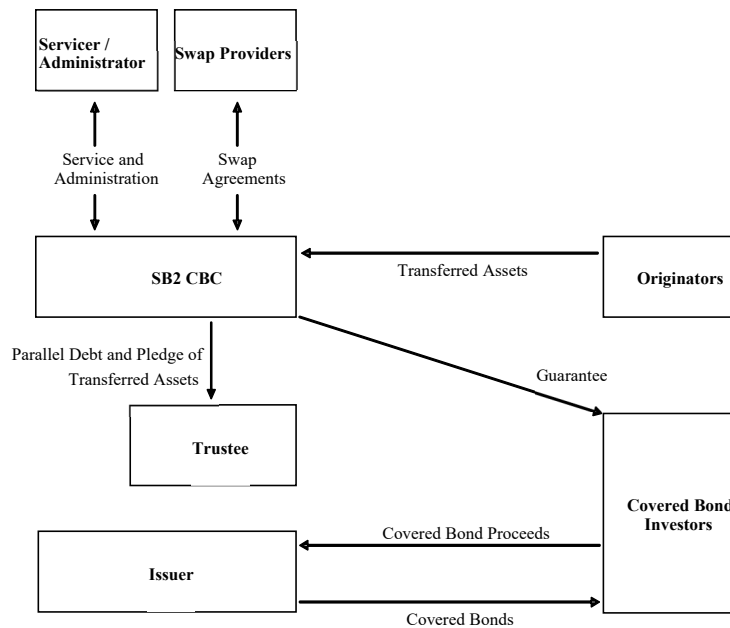 Servicer /
Administrator
Swap Providers
Service and
Administration
Swap
Agreements
SB2 CBC
Transferred Assets
Originators
Parallel Debt and Pledge of
Transferred Assets
Guarantee
Trustee
Covered Bond
Investors
Covered Bond Proceeds
Issuer
Covered Bonds